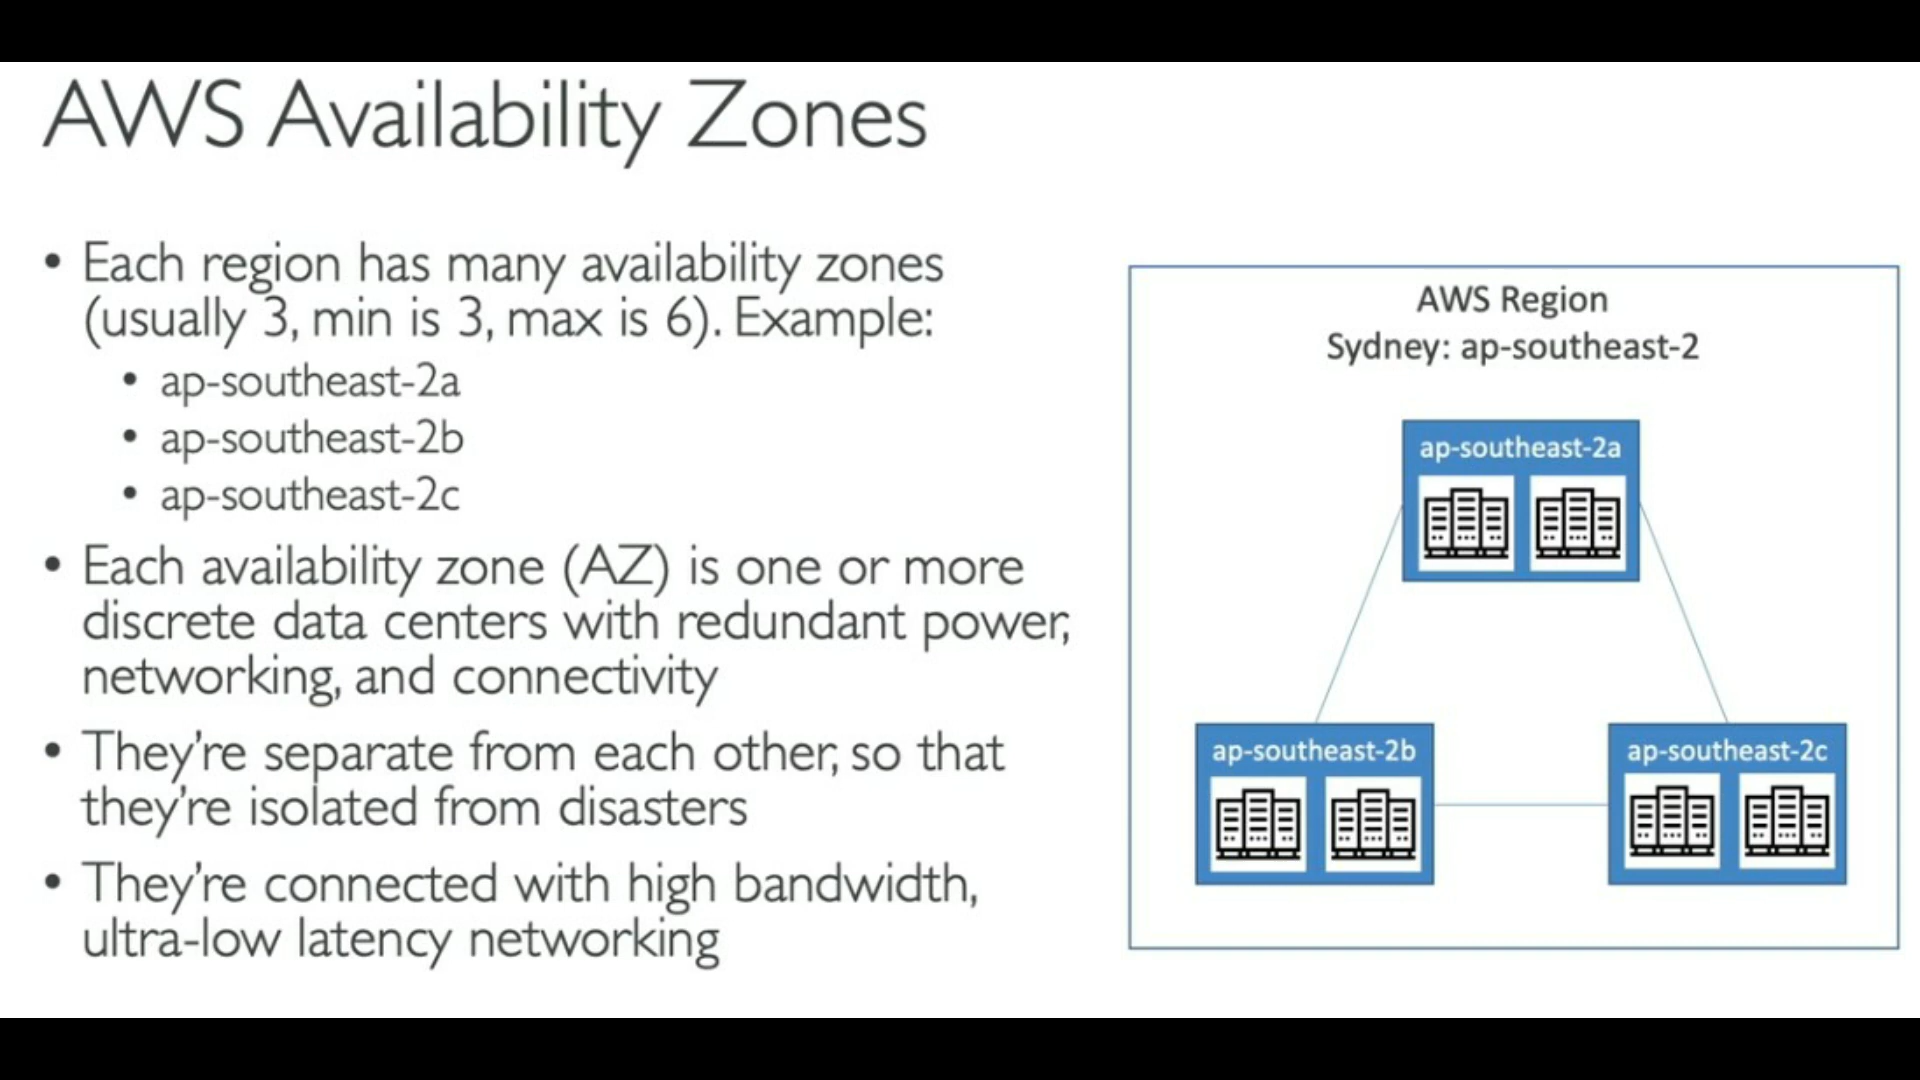 AWS Availability Zones
• Each region has many availability zones
(usually 3, min is 3, max is 6). Example:
• ap-southeast-2a
• ap-southeast-2b
• ap-southeast-2c
• Each availability zone (AZ) is one or more
discrete data centers with redundant power,
networking, and connectivity
• They're separate from each other, so that
they're isolated from disasters
• They're connected with high bandwidth,
ultra-low latency networking
AWS Region
Sydney: ap-southeast-2
ap-southeast-2a
ap-southeast-2b
ap-southeast-2c